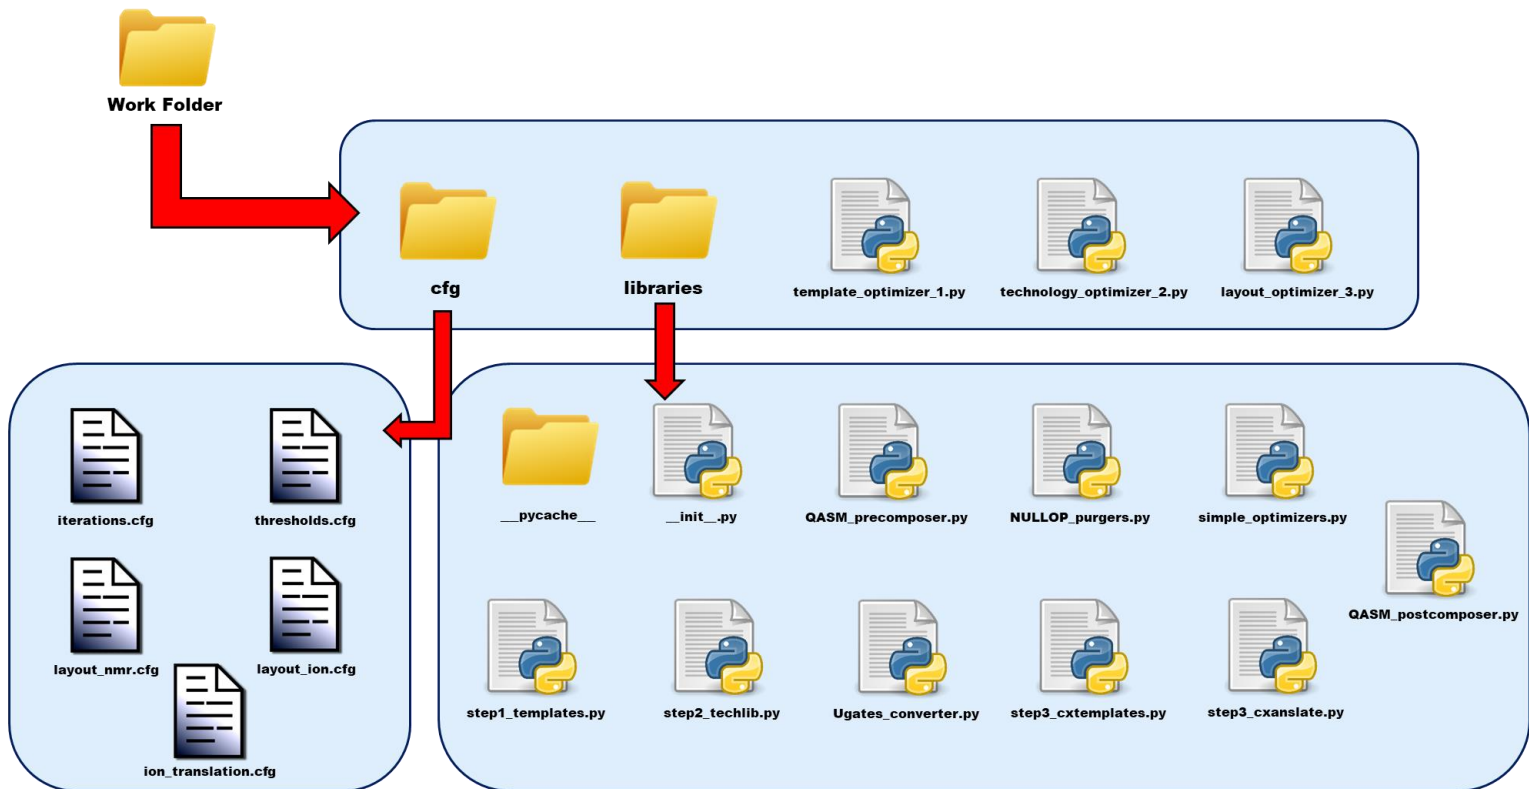 Work Folder
cfg
libraries
template_optimizer_1.py
technology_optimizer_2.py
layout_optimizer_3.py
iterations.cfg
thresholds.cfg
layout_nmr.cfg
layout_ion.cfg
ion_translation.cfg
___pycache__
__init__.py
QASM_precomposer.py
NULLOP_purgers.py
simple_optimizers.py
QASM_postcomposer.py
step1_templates.py
step2_techlib.py
Ugates_converter.py
step3_cxtemplates.py
step3_cxanslate.py